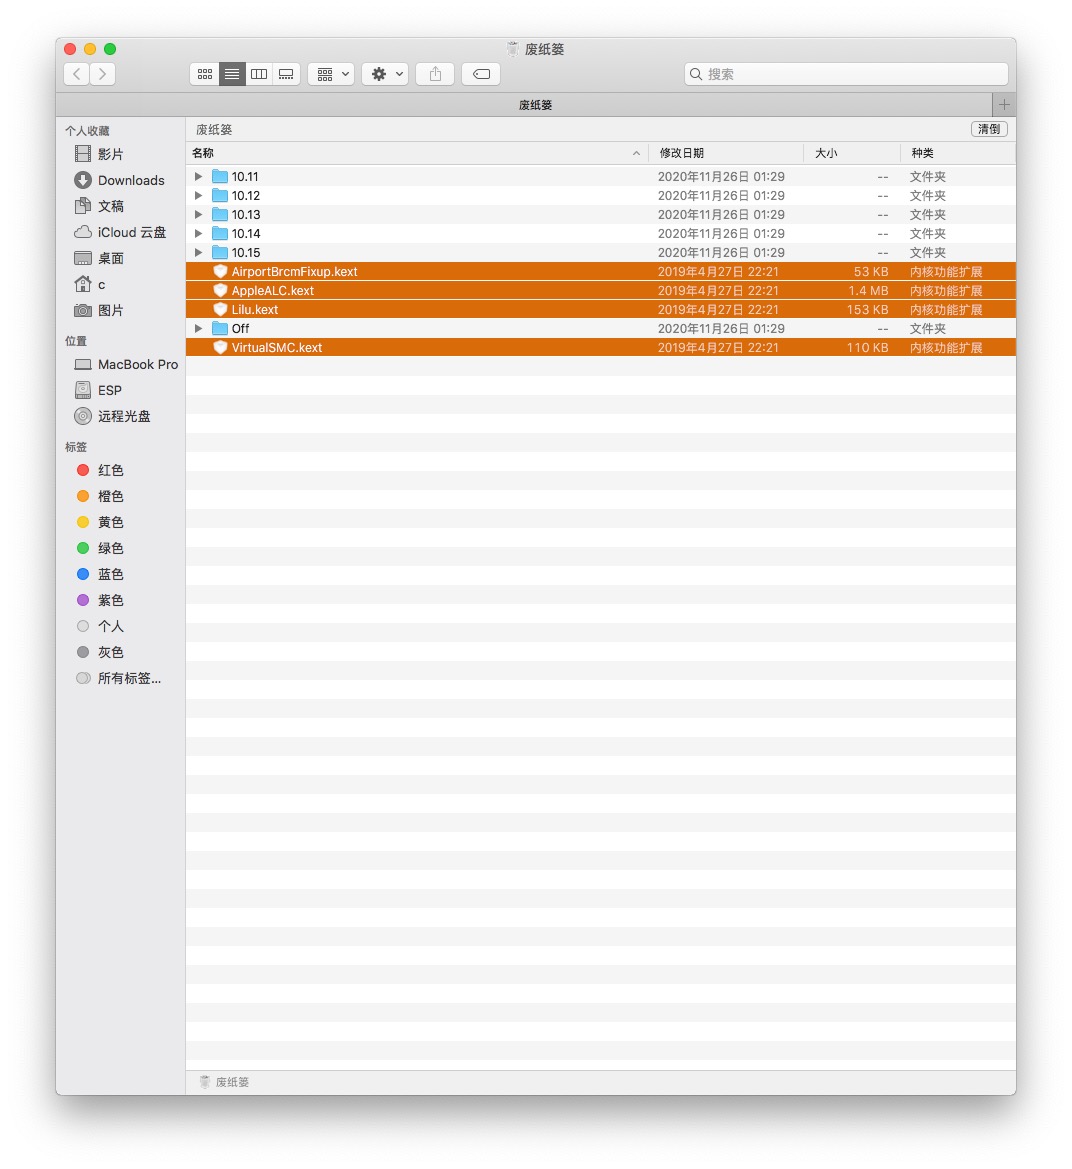 废纸篓
搜索
废纸篓
个人收藏
影片
Downloads
文稿
iCloud 云盘
桌面
c
图片
位置
MacBook Pro
ESP
远程光盘
标签
红色
橙色
黄色
绿色
蓝色
紫色
个人
灰色
所有标签...
废纸篓 清倒
名称 修改日期 大小 种类
10.11 2020年11月26日 01:29 -- 文件夹
10.12 2020年11月26日 01:29 -- 文件夹
10.13 2020年11月26日 01:29 -- 文件夹
10.14 2020年11月26日 01:29 -- 文件夹
10.15 2020年11月26日 01:29 -- 文件夹
AirportBrcmFixup.kext 2019年4月27日 22:21 53 KB 内核功能扩展
AppleALC.kext 2019年4月27日 22:21 1.4 MB 内核功能扩展
Lilu.kext 2019年4月27日 22:21 153 KB 内核功能扩展
Off 2020年11月26日 01:29 -- 文件夹
VirtualSMC.kext 2019年4月27日 22:21 110 KB 内核功能扩展
废纸篓